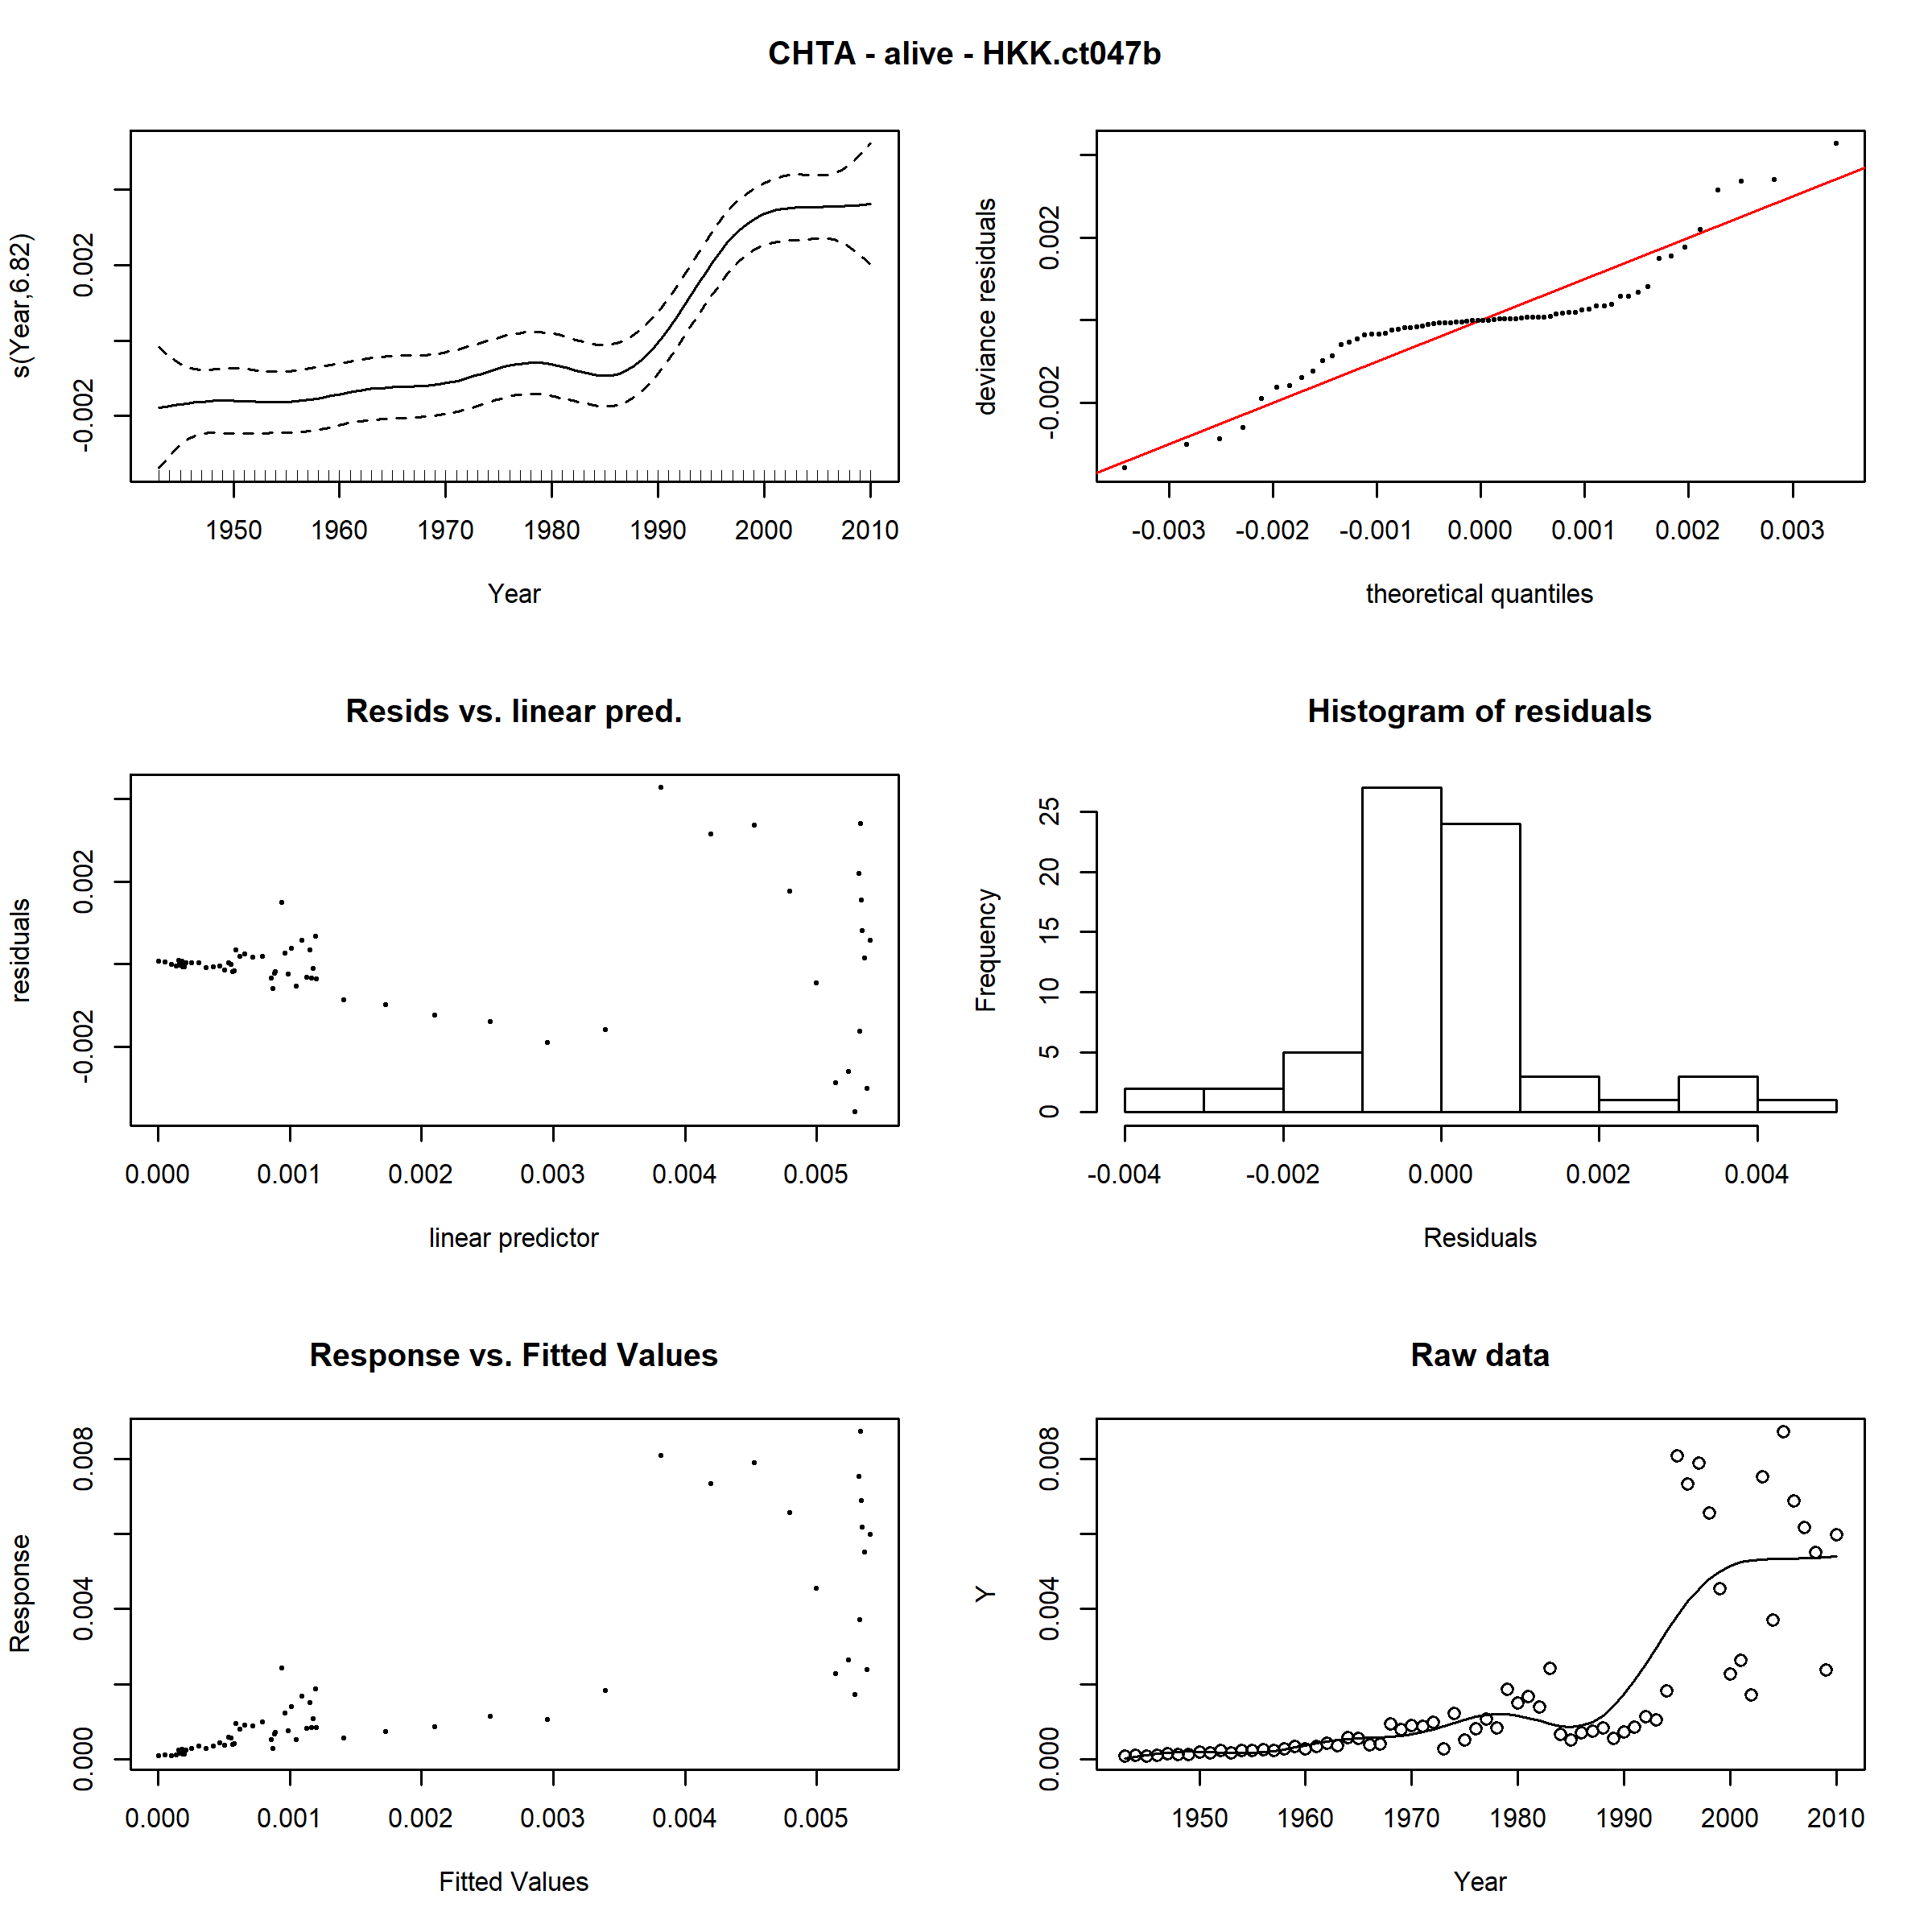 CHTA - alive - HKK.ct047b
s(Year,6.82)
-0.002 0.002
1950 1960 1970 1980 1990 2000 2010
Year
deviance residuals
-0.002 0.002
-0.003 -0.002 -0.001 0.000 0.001 0.002 0.003
theoretical quantiles
Resids vs. linear pred.
residuals
-0.002 0.002
0.000 0.001 0.002 0.003 0.004 0.005
linear predictor
Histogram of residuals
Frequency
0 5 10 15 20 25
-0.004 -0.002 0.000 0.002 0.004
Residuals
Response vs. Fitted Values
Response
0.000 0.004 0.008
0.000 0.001 0.002 0.003 0.004 0.005
Fitted Values
Raw data
Y
0.000 0.004 0.008
1950 1960 1970 1980 1990 2000 2010
Year